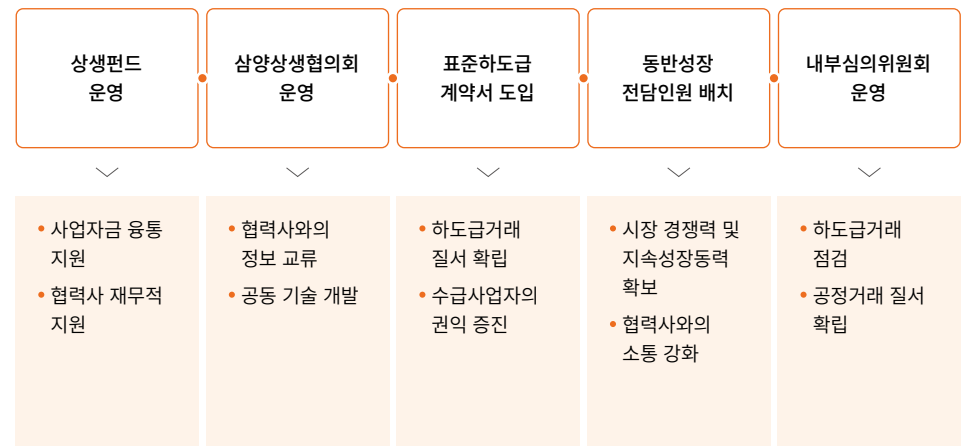 상생펀드
운영
삼양상생협의회
운영
표준하도급
계약서 도입
동반성장
전담인원 배치
내부심의위원회
운영
• 사업자금 융통
지원
• 협력사 재무적
지원
• 협력사와의
정보 교류
• 공동 기술 개발
• 하도급거래
질서 확립
• 수급사업자의
권익 증진
• 시장 경쟁력 및
지속성장동력
확보
• 협력사와의
소통 강화
• 하도급거래
점검
• 공정거래 질서
확립